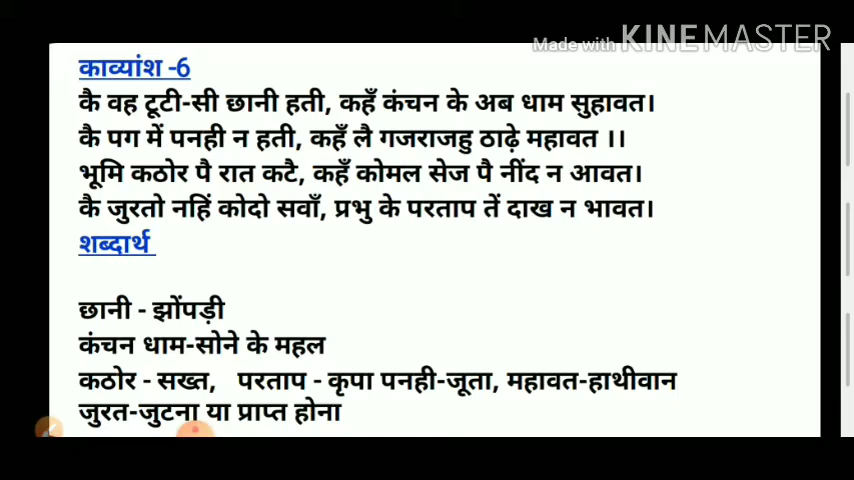 Made with KINEMASTER
काव्यांश -6
कै वह टूटी-सी छानी हती, कहँ कंचन के अब धाम सुहावत।
कै पग में पनही न हती, कहँ लै गजराजहु ठाढ़े महावत ।।
भूमि कठोर पै रात कटै, कहँ कोमल सेज पै नींद न आवत।
कै जुरतो नहिं कोदो सवाँ, प्रभु के परताप तें दाख न भावत।
शब्दार्थ
छानी - झोंपड़ी
कंचन धाम-सोने के महल
कठोर - सख्त, परताप - कृपा पनही-जूता, महावत-हाथीवान
जुरत-जुटना या प्राप्त होना